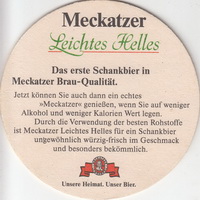 Meckatzer
Leichtes Helles
Das erste Schankbier in
Meckatzer Brau-Qualität.
Jetzt können Sie auch dann ein echtes
»Meckatzer« genießen, wenn Sie auf weniger
Alkohol und weniger Kalorien Wert legen.
Durch die Verwendung der besten Rohstoffe
ist Meckatzer Leichtes Helles für ein Schankbier
ungewöhnlich würzig-frisch im Geschmack
und besonders bekömmlich.
Unsere Heimat. Unser Bier.